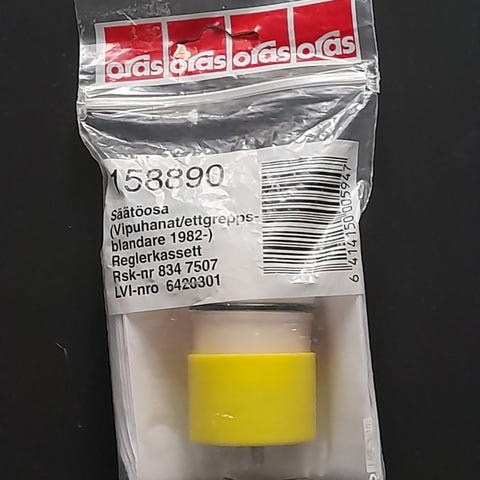 oras oras oras oras
158890
Säätöosa
(Vipuhanat/ettgrepps-
blandare 1982-)
Reglerkassett
Rsk-nr 834 7507
LVI-nro 6420301
6 414150 005947